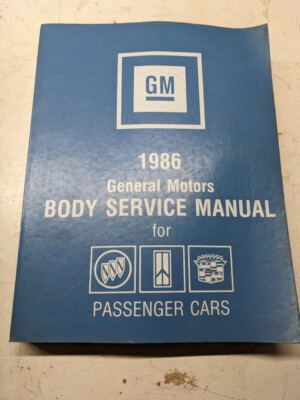 GM
1986
General Motors
BODY SERVICE MANUAL
for
PASSENGER CARS